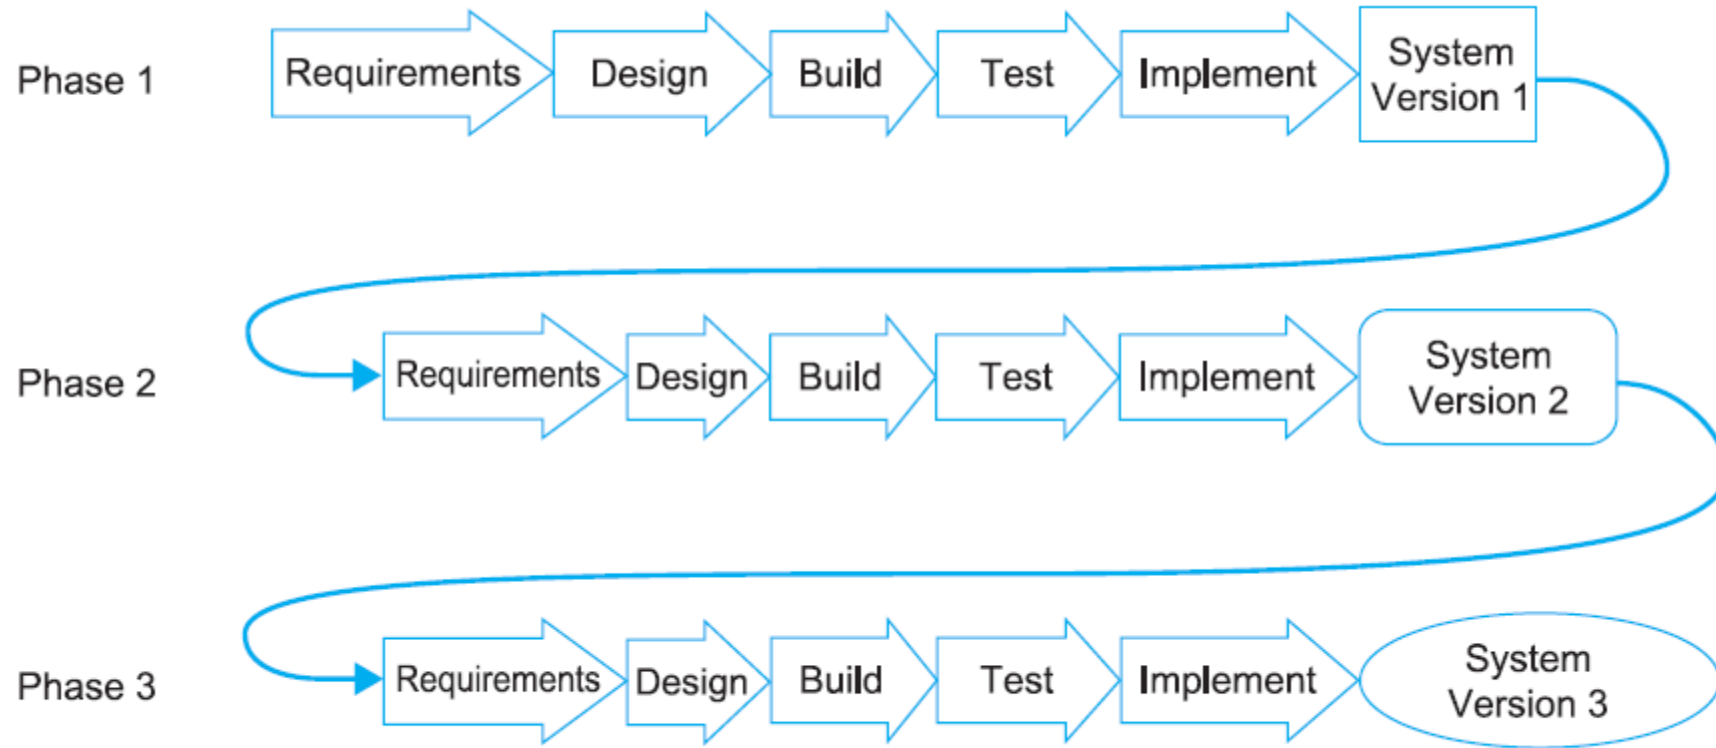 Phase 1
Requirements
Design
Build
Test
Implement
System
Version 1
Phase 2
Requirements
Design
Build
Test
Implement
System
Version 2
Phase 3
Requirements
Design
Build
Test
Implement
System
Version 3